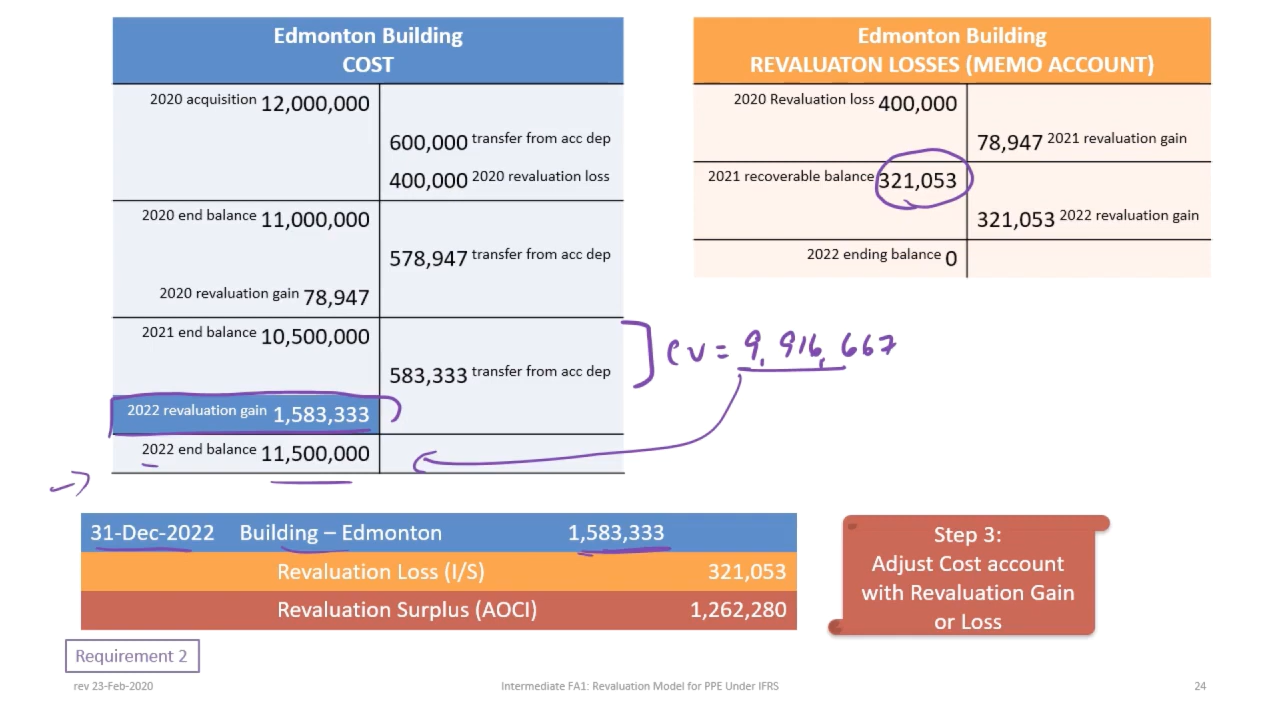 Edmonton Building
COST
2020 acquisition 12,000,000
600,000 transfer from acc dep
400,000 2020 revaluation loss
2020 end balance 11,000,000
578,947 transfer from acc dep
2020 revaluation gain 78,947
2021 end balance 10,500,000
583,333 transfer from acc dep
2022 revaluation gain 1,583,333
2022 end balance 11,500,000
Edmonton Building
REVALUATON LOSSES (MEMO ACCOUNT)
2020 Revaluation loss 400,000
78,947 2021 revaluation gain
2021 recoverable balance 321,053
321,053 2022 revaluation gain
2022 ending balance 0
CV = 9,916,667
31-Dec-2022 Building – Edmonton 1,583,333
Revaluation Loss (I/S) 321,053
Revaluation Surplus (AOCI) 1,262,280
Step 3:
Adjust Cost account
with Revaluation Gain
or Loss
Requirement 2
rev 23-Feb-2020 Intermediate FA1: Revaluation Model for PPE Under IFRS 24